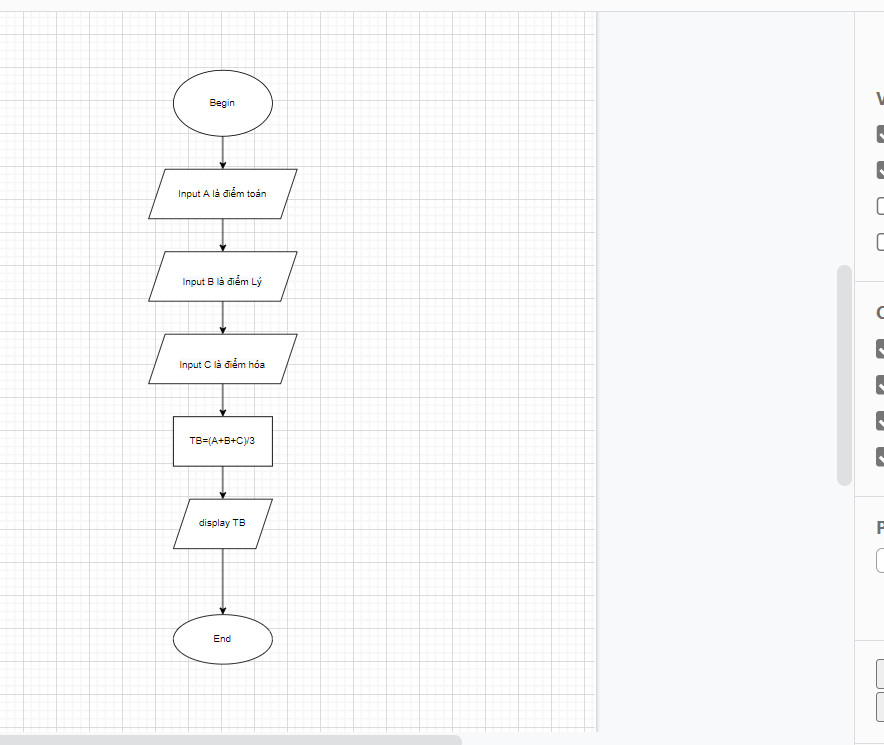 Begin
Input A là điểm toán
Input B là điểm Lý
Input C là điểm hóa
TB=(A+B+C)/3
display TB
End